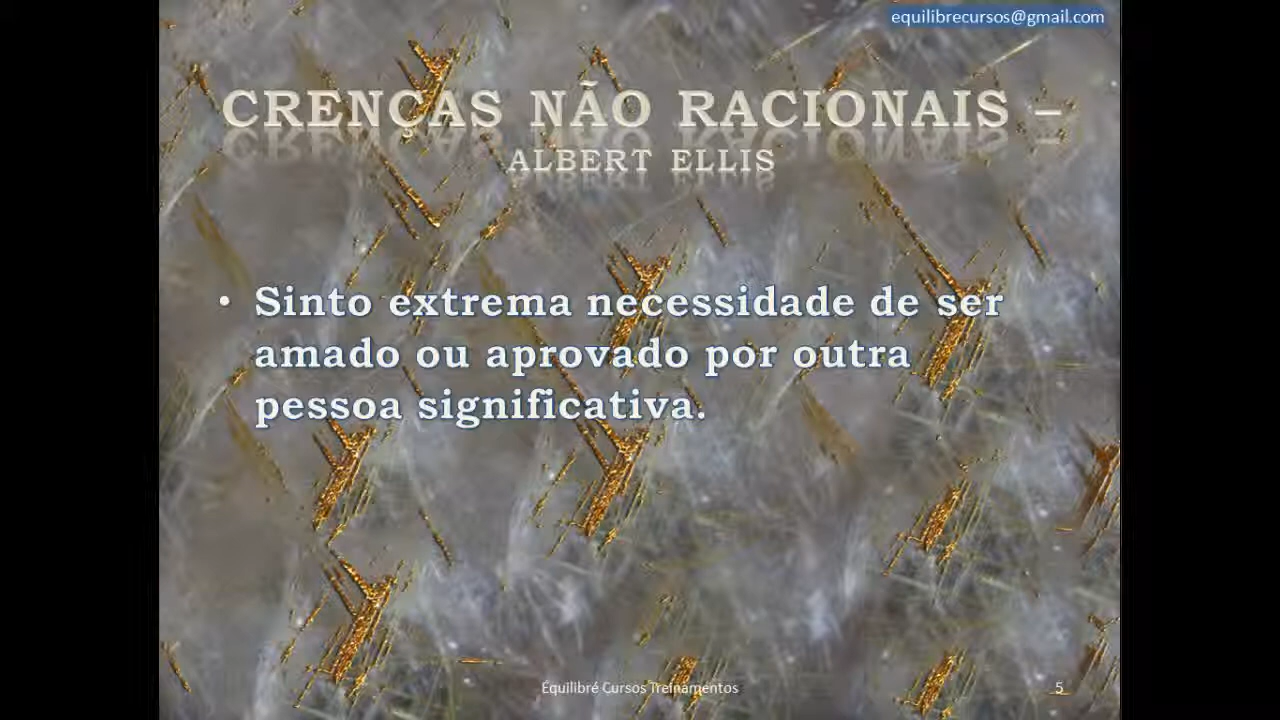 equilibrecursos@gmail.com
CRENÇAS NÃO RACIONAIS –
ALBERT ELLIS
• Sinto extrema necessidade de ser
amado ou aprovado por outra
pessoa significativa.
Équilibré Cursos Treinamentos
5